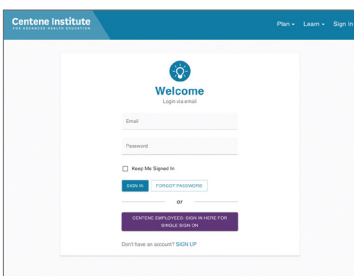 Centene Institute
FOR ADVANCED HEALTH EDUCATION
Plan
Learn
Sign In
Welcome
Login via email
Email
Password
Keep Me Signed In
SIGN IN
FORGOT PASSWORD
or
CENTENE EMPLOYEES: SIGN IN HERE FOR
SINGLE SIGN ON
Don't have an account? SIGN UP